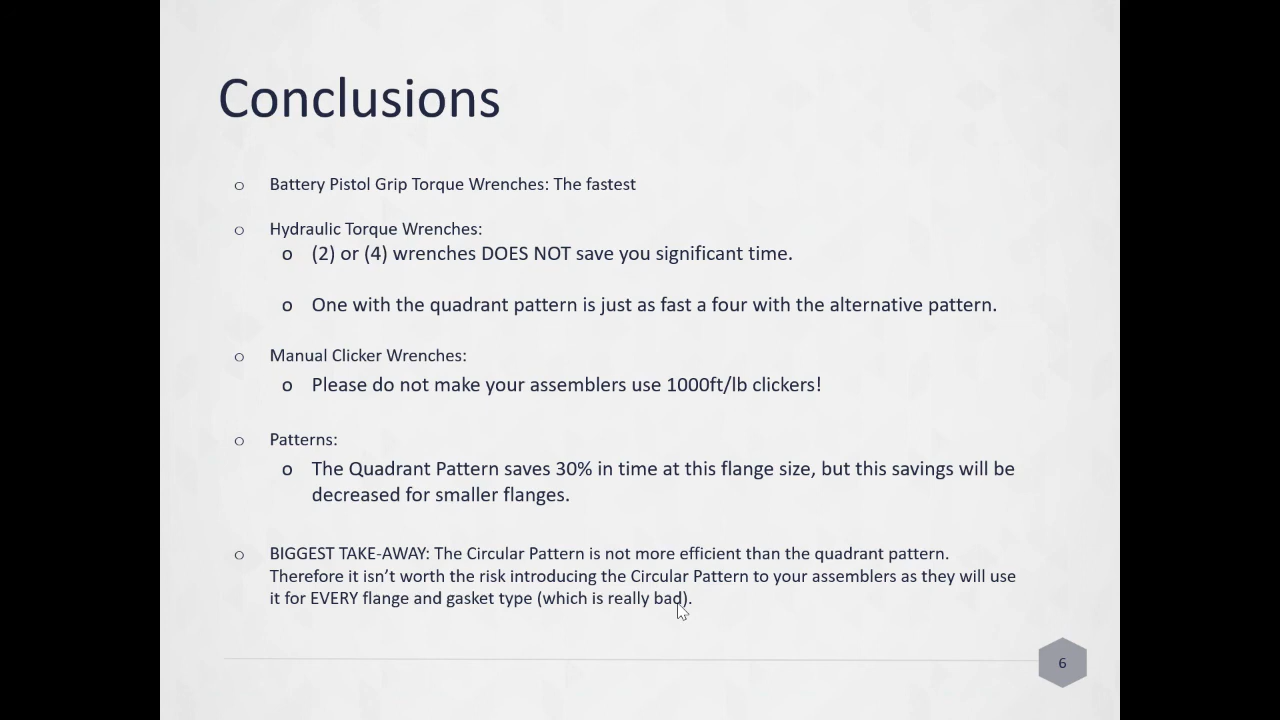 Conclusions
o Battery Pistol Grip Torque Wrenches: The fastest
o Hydraulic Torque Wrenches:
o (2) or (4) wrenches DOES NOT save you significant time.
o One with the quadrant pattern is just as fast a four with the alternative pattern.
o Manual Clicker Wrenches:
o Please do not make your assemblers use 1000ft/lb clickers!
o Patterns:
o The Quadrant Pattern saves 30% in time at this flange size, but this savings will be
decreased for smaller flanges.
o BIGGEST TAKE-AWAY: The Circular Pattern is not more efficient than the quadrant pattern.
Therefore it isn’t worth the risk introducing the Circular Pattern to your assemblers as they will use
it for EVERY flange and gasket type (which is really bad).
6